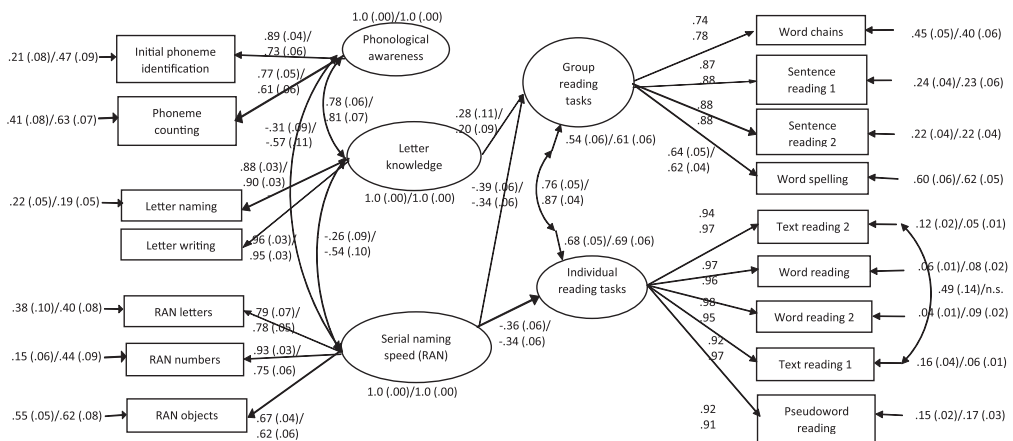 1.0 (.00)/1.0 (.00)
Phonological
awareness
.21 (.08)/.47 (.09)
Initial phoneme
identification
.89 (.04)/
.73 (.06)
.77 (.05)/
.61 (.06)
.41 (.08)/.63 (.07)
Phoneme
counting
.78 (.06)/
.81 (.07)
-.31 (.09)/
-.57 (.11)
Letter
knowledge
1.0 (.00)/1.0 (.00)
.28 (.11)/
.20 (.09)
.88 (.03)/
.90 (.03)
.22 (.05)/.19 (.05)
Letter naming
Letter writing
.96 (.03)/
.95 (.03)
-.26 (.09)/
-.54 (.10)
.38 (.10)/.40 (.08)
RAN letters
.79 (.07)/
.78 (.05)
.15 (.06)/.44 (.09)
RAN numbers
.93 (.03)/
.75 (.06)
.55 (.05)/.62 (.08)
RAN objects
.67 (.04)/
.62 (.06)
Serial naming
speed (RAN)
1.0 (.00)/1.0 (.00)
-.39 (.06)/
-.34 (.06)
-.36 (.06)/
-.34 (.06)
Group
reading
tasks
.54 (.06)/.61 (.06)
.76 (.05)/
.87 (.04)
.68 (.05)/.69 (.06)
Individual
reading tasks
.74
.78
Word chains
.45 (.05)/.40 (.06)
.87
.88
Sentence
reading 1
.24 (.04)/.23 (.06)
.88
.88
Sentence
reading 2
.22 (.04)/.22 (.04)
.64 (.05)/
.62 (.04)
Word spelling
.60 (.06)/.62 (.05)
.94
.97
Text reading 2
.12 (.02)/.05 (.01)
.97
.96
Word reading
.06 (.01)/.08 (.02)
.49 (.14)/n.s.
.98
.95
Word reading 2
.04 (.01)/.09 (.02)
.92
.97
Text reading 1
.16 (.04)/.06 (.01)
.92
.91
Pseudoword
reading
.15 (.02)/.17 (.03)